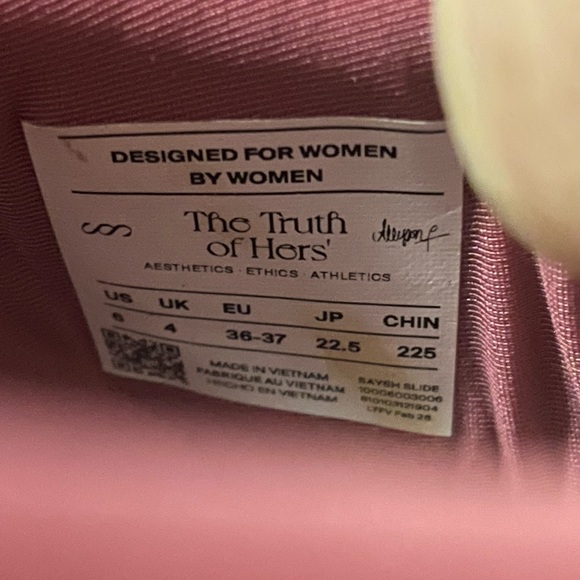 DESIGNED FOR WOMEN
BY WOMEN
The Truth
of Hers'
AESTHETICS · ETHICS · ATHLETICS
US UK EU JP CHIN
6 4 36-37 22.5 225
MADE IN VIETNAM
FABRIQUE AU VIETNAM
HECHO EN VIETNAM
SAYSH SLIDE